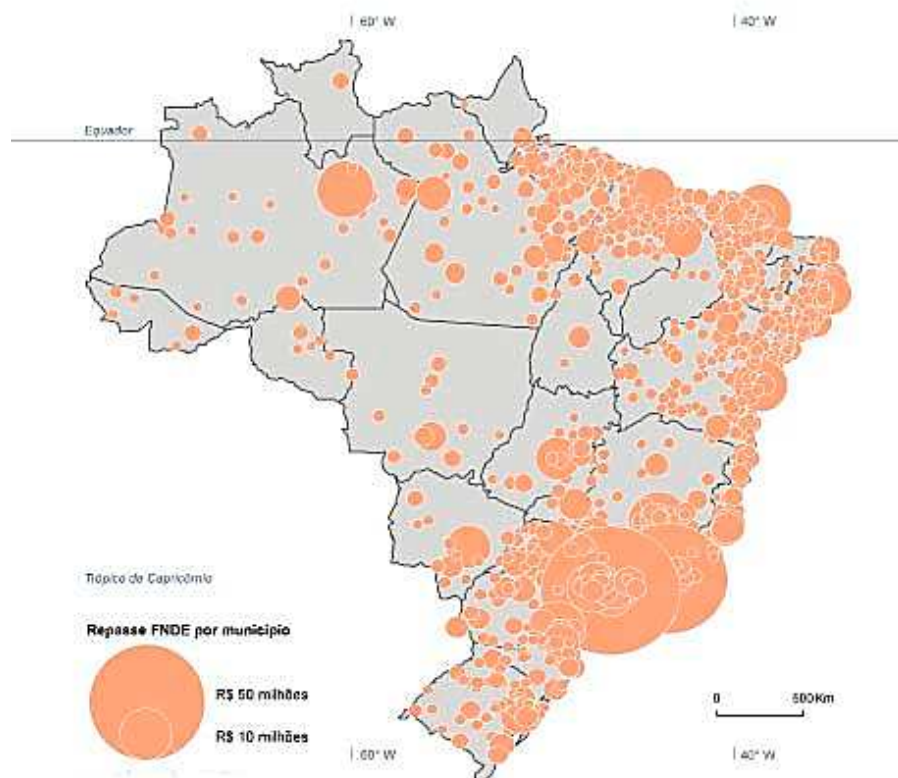 60° W
40° W
Equador
Trópico de Capricórnio
Repasse FNDE por município
R$ 50 milhões
R$ 10 milhões
0 500Km
60° W
40° W